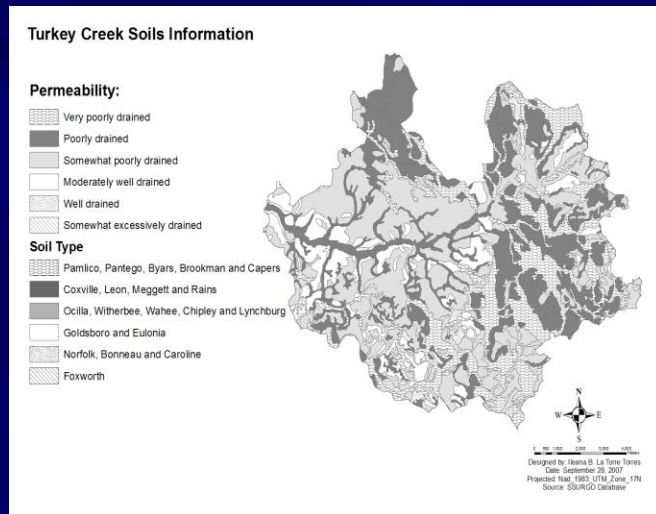 Turkey Creek Soils Information
Permeability:
Very poorly drained
Poorly drained
Somewhat poorly drained
Moderately well drained
Well drained
Somewhat excessively drained
Soil Type
Pamlico, Pantego, Byars, Brookman and Capers
Coxville, Leon, Meggett and Rains
Ocilla, Witherbee, Wahee, Chipley and Lynchburg
Goldsboro and Eulonia
Norfolk, Bonneau and Caroline
Foxworth
N
W E
S
Designed by: Ileana B. La Torre Torres
Date: September 28, 2007
Projected: Nad_1983_UTM_Zone_17N
Source: SSURGO Database